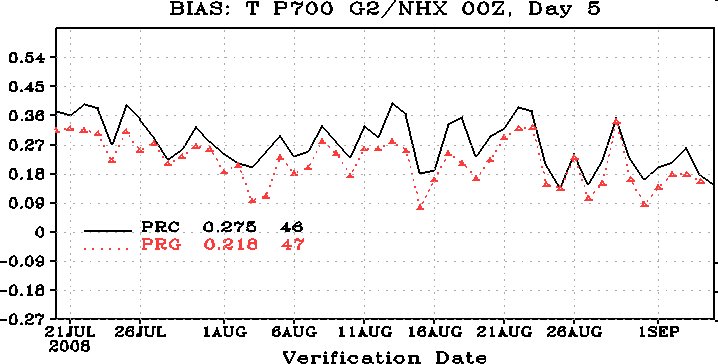 BIAS: T P700 G2/NHX 00Z, Day 5
0.54
0.45
0.36
0.27
0.18
0.09
0
-0.09
-0.18
-0.27
PRC 0.275 46
PRG 0.218 47
21JUL 26JUL 1AUG 6AUG 11AUG 16AUG 21AUG 26AUG 1SEP
2008
Verification Date